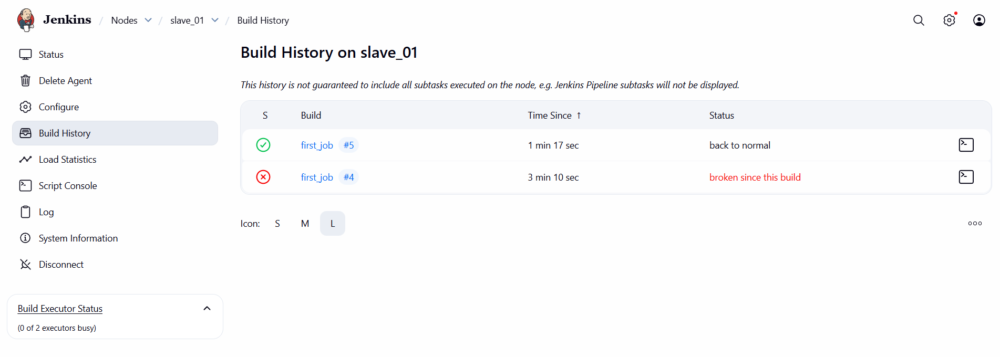 Jenkins / Nodes / slave_01 / Build History
Status
Delete Agent
Configure
Build History
Load Statistics
Script Console
Log
System Information
Disconnect
Build Executor Status
(0 of 2 executors busy)
Build History on slave_01
This history is not guaranteed to include all subtasks executed on the node, e.g. Jenkins Pipeline subtasks will not be displayed.
S Build Time Since ↑ Status
first_job #5 1 min 17 sec back to normal
first_job #4 3 min 10 sec broken since this build
Icon: S M L